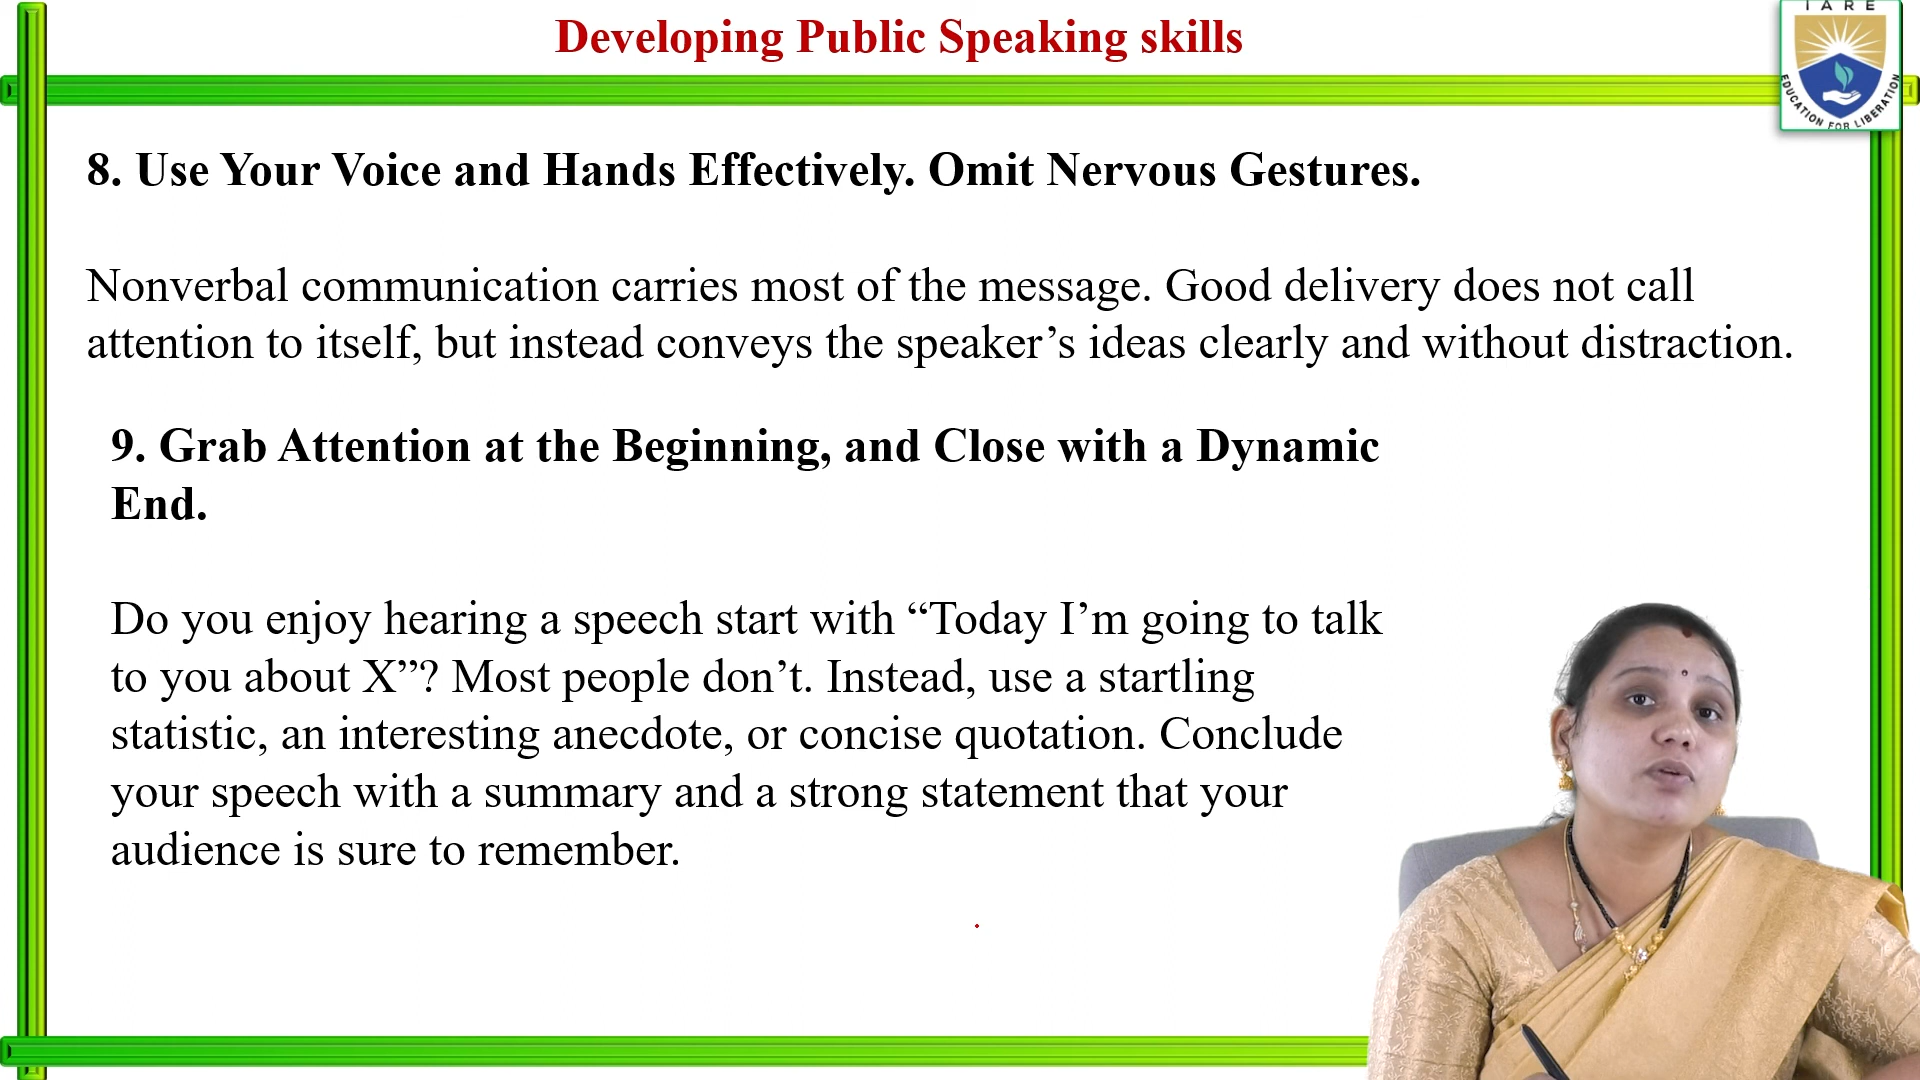 Developing Public Speaking skills
IARE
EDUCATION FOR LIBERATION
8. Use Your Voice and Hands Effectively. Omit Nervous Gestures.
Nonverbal communication carries most of the message. Good delivery does not call
attention to itself, but instead conveys the speaker’s ideas clearly and without distraction.
9. Grab Attention at the Beginning, and Close with a Dynamic
End.
Do you enjoy hearing a speech start with “Today I’m going to talk
to you about X”? Most people don’t. Instead, use a startling
statistic, an interesting anecdote, or concise quotation. Conclude
your speech with a summary and a strong statement that your
audience is sure to remember.